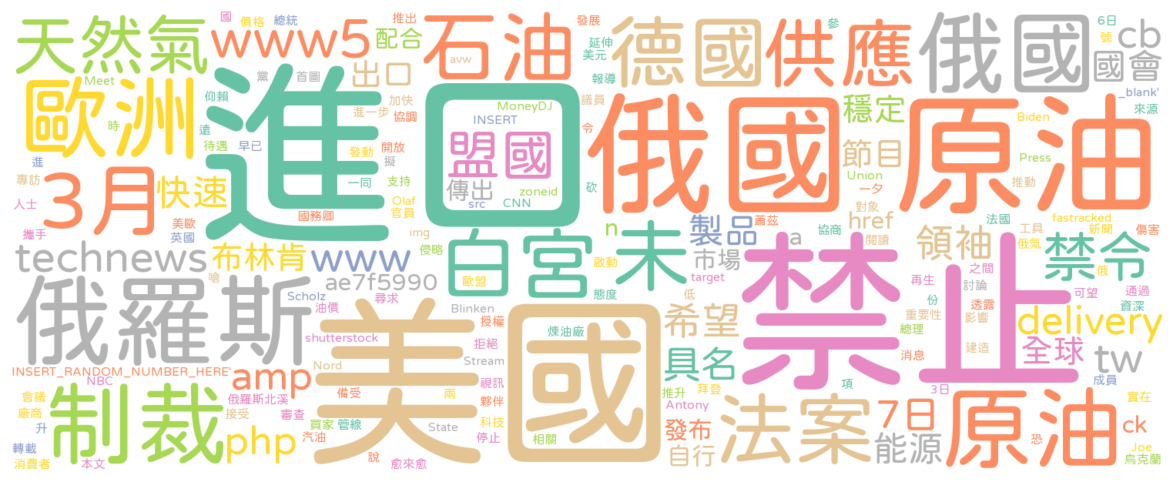 天然氣
國
價格
總統
www5
配合
推出
石油
發展
延伸
美元
德國
供應
參
俄國
6日
號
cb
國會
歐洲
Meet
黨
首圖
出口
avw
報導
_blank'
進口
仰賴
加快
進一步
協調
MoneyDJ
INSERT
議員
俄國
原油
穩定
Biden
來源
時
遠
待遇
早已
發動
開放
擬
盟國
令
節目
Press
推動
進
專訪
3月
快速
一同
支持
傳出
zoneid
src
CNN
砍
Union
一夕
人士
攜手
美歐
英國
國務卿
Olaf
官員
img
製品
蕭茲
對象
href
協商
閱讀
法國
工具
俄氣
fastracked
新聞
傷害
technews
布林肯
www
侵略
白宮
未
n
a
市場
領袖
禁令
俄羅斯
嗆
ae7f5990
歐盟
啟動
態度
target
禁止
再生
之間
討論
俄
通過
資深
可望
Scholz
油價
尋求
Blinken
低
份
重要性
透露
影響
shutterstock
美國
授權
煉油廠
希望
總理
delivery
INSERT_RANDOM_NUMBER_HERE'
amp
Nord
拒絕
Stream
具名
消息
建造
全球
tw
NBC
俄羅斯北溪
備受
兩
視訊
夥伴
推升
拜登
項
3日
成員
會議
廠商
升
制裁
接受
審查
買家
管線
科技
Antony
法案
7日
原油
實在
ck
轉載
php
汽油
State
停止
相關
發布
能源
恐
Joe
烏克蘭
消費者
本文
說
愈來愈
自行